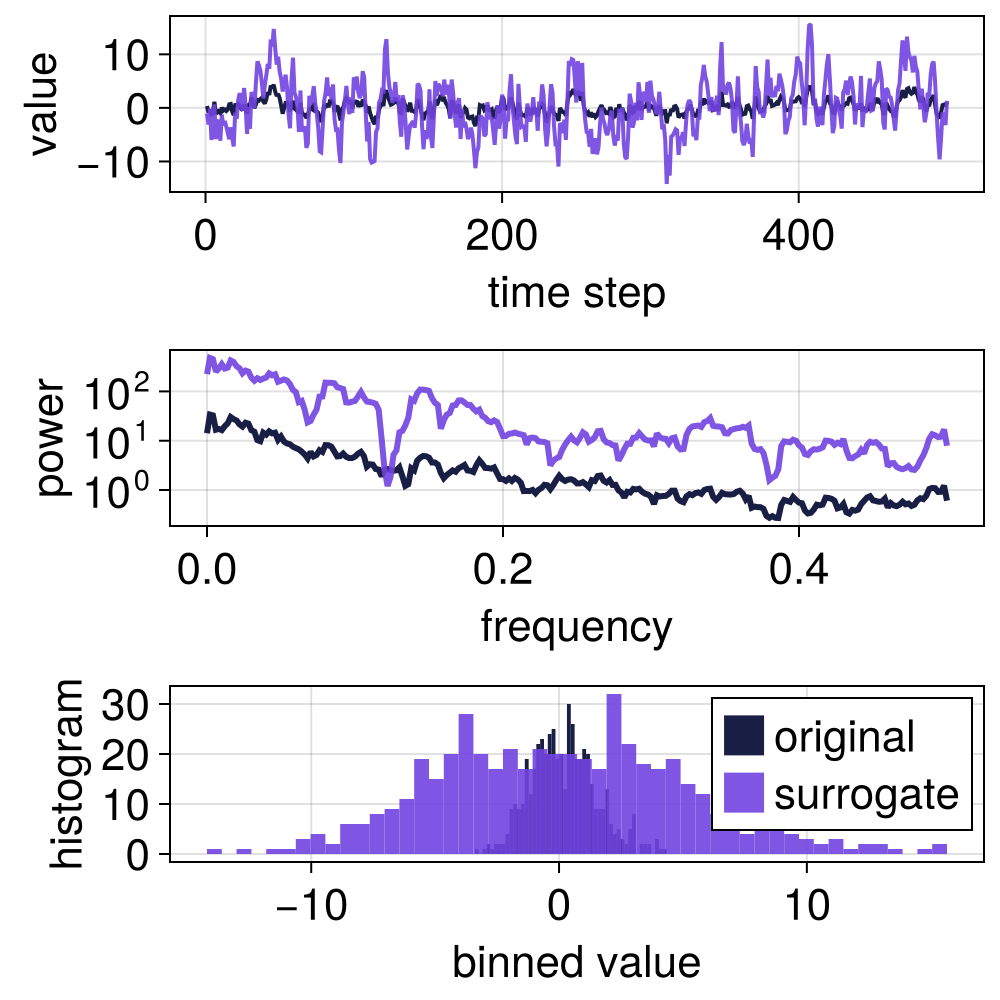 value
10
0
−10
0
200
400
time step
power
10²
10¹
10⁰
0.0
0.2
0.4
frequency
histogram
30
20
10
0
original
surrogate
−10
0
10
binned value